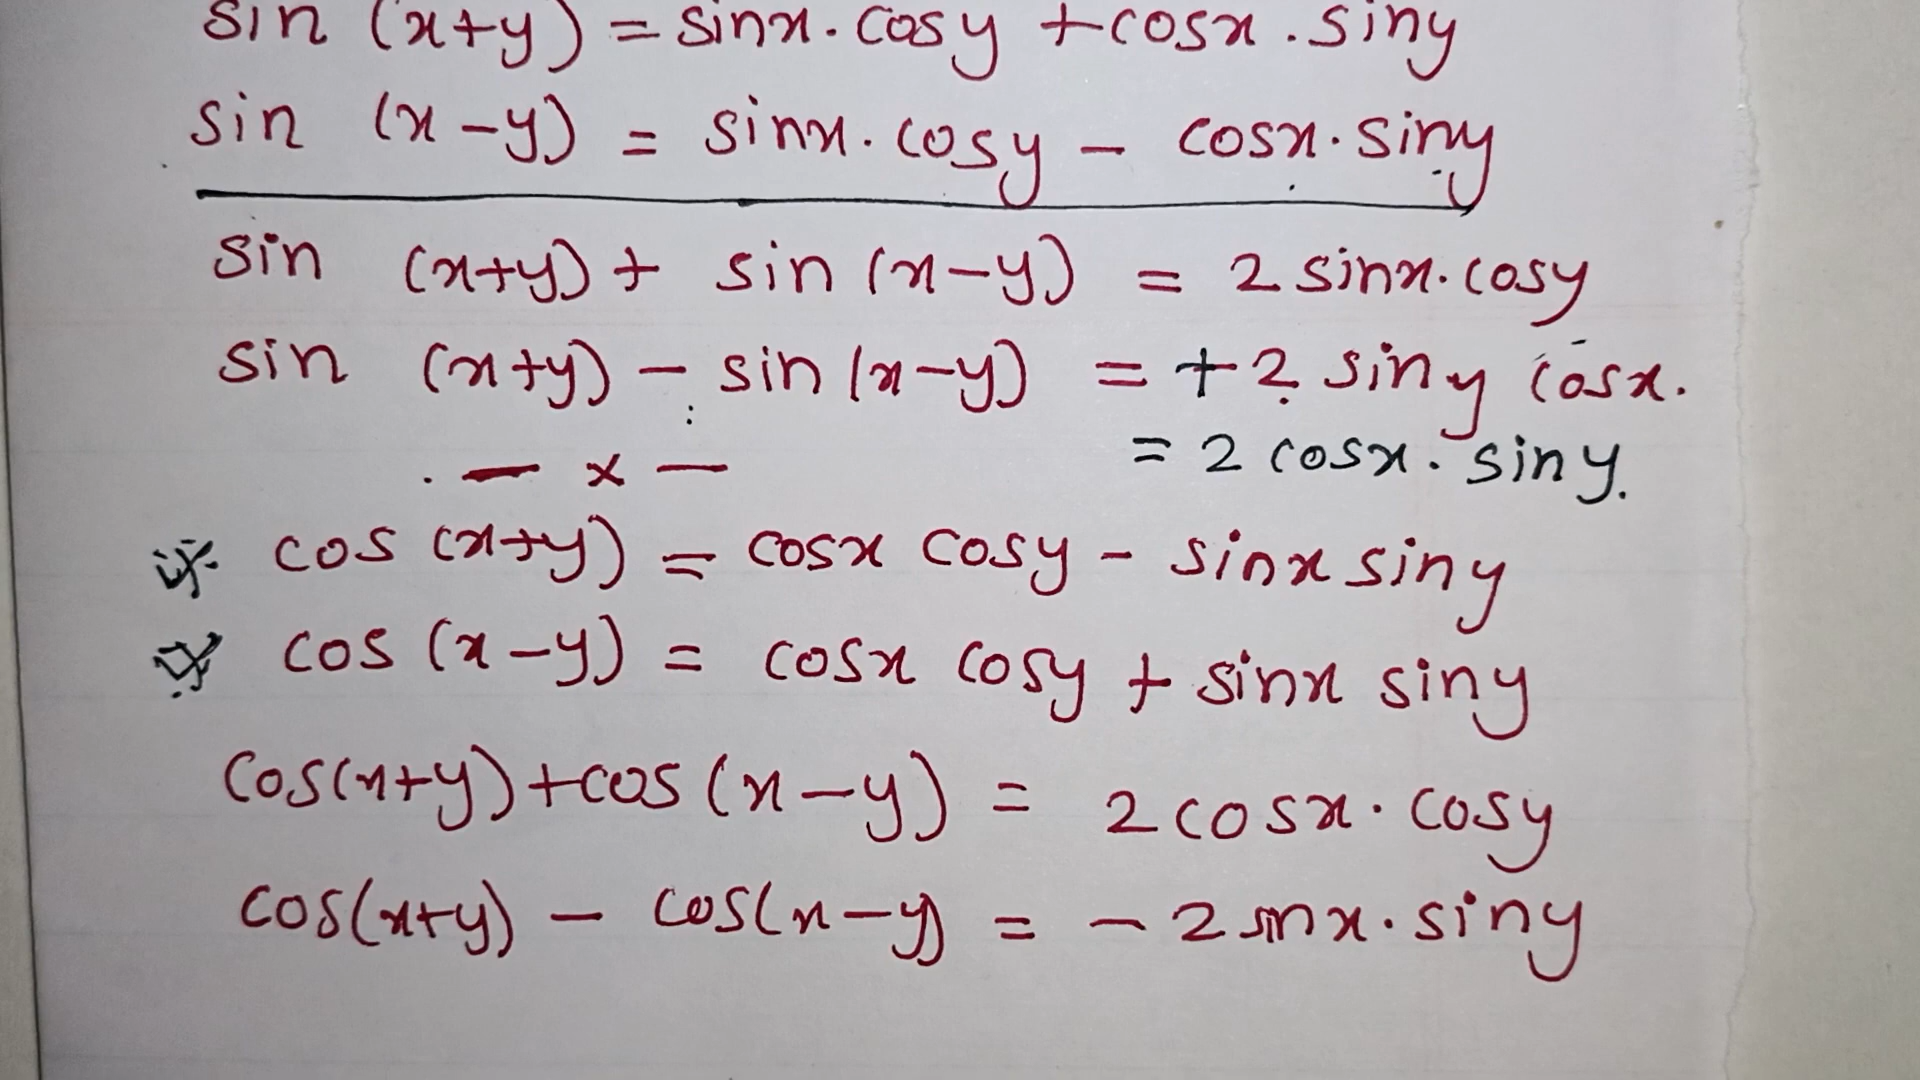 sin (x+y) = sinx. cosy + cosx . siny
sin (x-y) = sinx. cosy - cosx. siny
sin (x+y) + sin (x-y) = 2 sinx. cosy
sin (x+y) - sin (x-y) = +2 siny cosx.
- x -
= 2 cosx. siny.
cos (x+y) = cosx cosy - sinx siny
cos (x-y) = cosx cosy + sinx siny
cos(x+y)+cos (x-y) = 2 cosx. cosy
cos(x+y) - cos(x-y) = - 2 sinx. siny